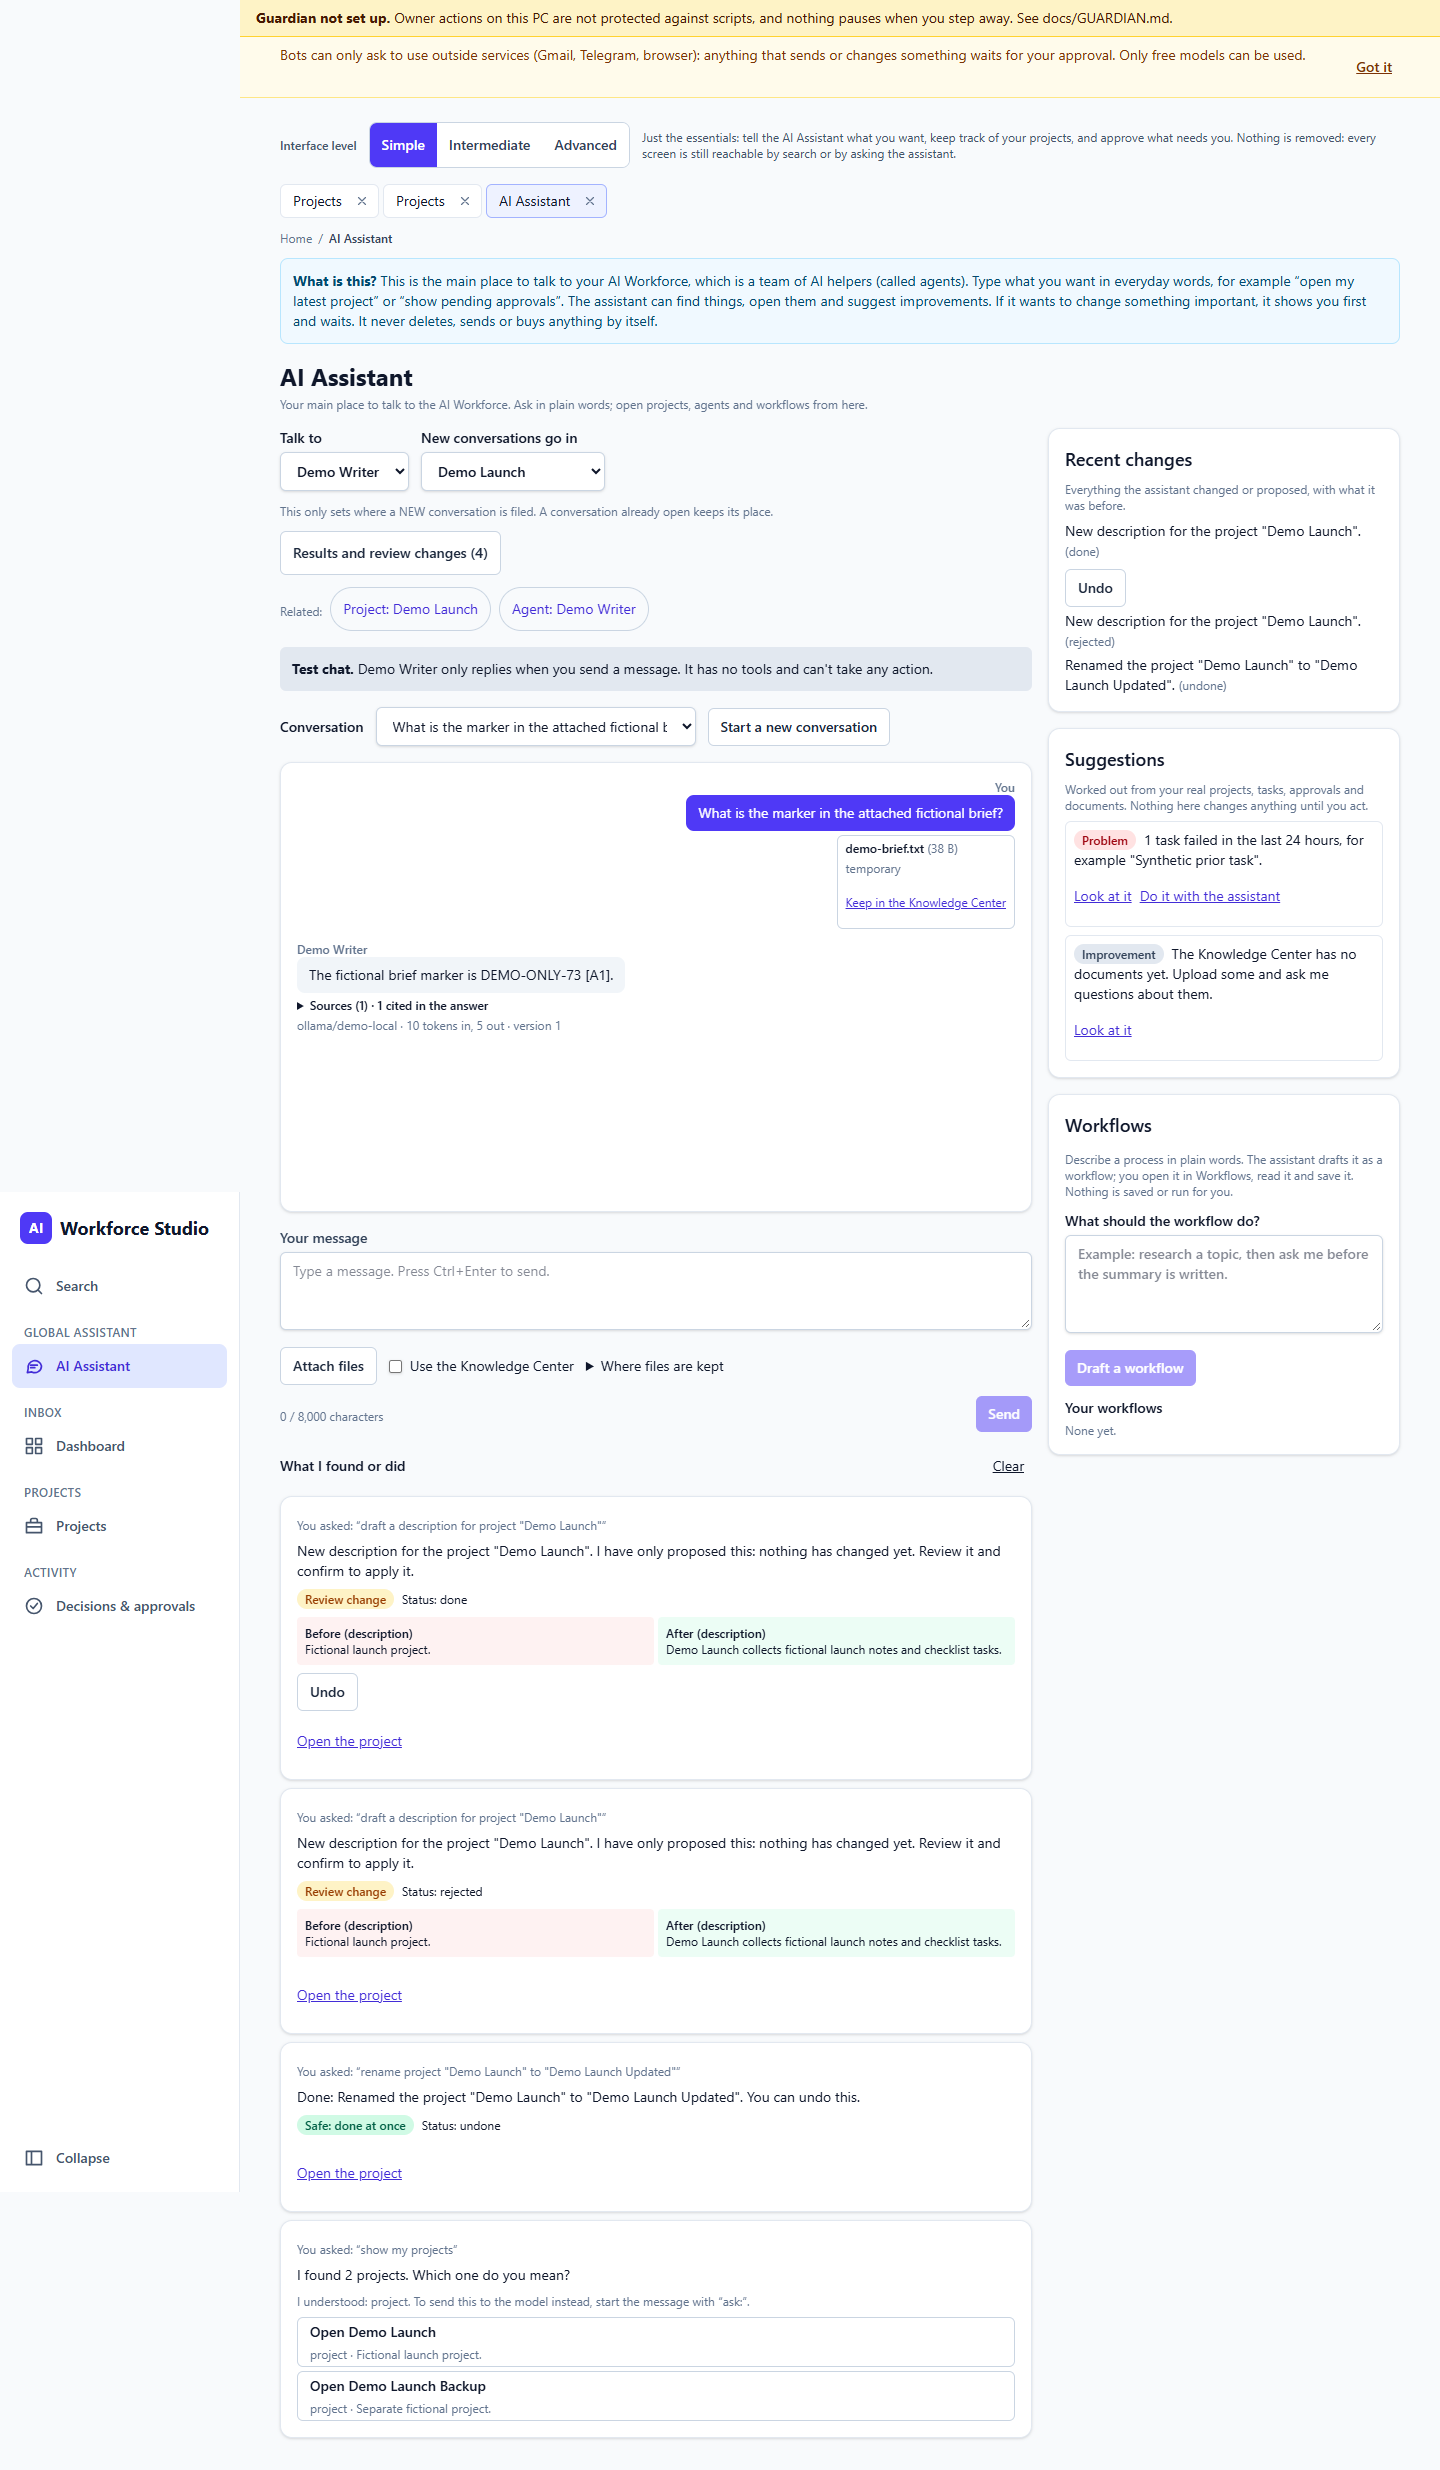 Guardian not set up. Owner actions on this PC are not protected against scripts, and nothing pauses when you step away. See docs/GUARDIAN.md.
Bots can only ask to use outside services (Gmail, Telegram, browser): anything that sends or changes something waits for your approval. Only free models can be used.
Got it
Interface level
Simple
Intermediate
Advanced
Just the essentials: tell the AI Assistant what you want, keep track of your projects, and approve what needs you. Nothing is removed: every
screen is still reachable by search or by asking the assistant.
Projects ×
Projects ×
AI Assistant ×
Home / AI Assistant
What is this? This is the main place to talk to your AI Workforce, which is a team of AI helpers (called agents). Type what you want in everyday words, for example “open my
latest project” or “show pending approvals”. The assistant can find things, open them and suggest improvements. If it wants to change something important, it shows you first
and waits. It never deletes, sends or buys anything by itself.
AI Assistant
Your main place to talk to the AI Workforce. Ask in plain words; open projects, agents and workflows from here.
Talk to
Demo Writer
New conversations go in
Demo Launch
This only sets where a NEW conversation is filed. A conversation already open keeps its place.
Results and review changes (4)
Related:
Project: Demo Launch
Agent: Demo Writer
Test chat. Demo Writer only replies when you send a message. It has no tools and can't take any action.
Conversation
What is the marker in the attached fictional b
Start a new conversation
You
What is the marker in the attached fictional brief?
demo-brief.txt (38 B)
temporary
Keep in the Knowledge Center
Demo Writer
The fictional brief marker is DEMO-ONLY-73 [A1].
Sources (1) · 1 cited in the answer
ollama/demo-local · 10 tokens in, 5 out · version 1
Your message
Type a message. Press Ctrl+Enter to send.
Attach files
Use the Knowledge Center
Where files are kept
0 / 8,000 characters
Send
What I found or did
Clear
You asked: “draft a description for project "Demo Launch"”
New description for the project "Demo Launch". I have only proposed this: nothing has changed yet. Review it and
confirm to apply it.
Review change
Status: done
Before (description)
Fictional launch project.
After (description)
Demo Launch collects fictional launch notes and checklist tasks.
Undo
Open the project
You asked: “draft a description for project "Demo Launch"”
New description for the project "Demo Launch". I have only proposed this: nothing has changed yet. Review it and
confirm to apply it.
Review change
Status: rejected
Before (description)
Fictional launch project.
After (description)
Demo Launch collects fictional launch notes and checklist tasks.
Open the project
You asked: “rename project "Demo Launch" to "Demo Launch Updated"”
Done: Renamed the project "Demo Launch" to "Demo Launch Updated". You can undo this.
Safe: done at once
Status: undone
Open the project
You asked: “show my projects”
I found 2 projects. Which one do you mean?
I understood: project. To send this to the model instead, start the message with “ask:”.
Open Demo Launch
project · Fictional launch project.
Open Demo Launch Backup
project · Separate fictional project.
Recent changes
Everything the assistant changed or proposed, with what it
was before.
New description for the project "Demo Launch".
(done)
Undo
New description for the project "Demo Launch".
(rejected)
Renamed the project "Demo Launch" to "Demo
Launch Updated". (undone)
Suggestions
Worked out from your real projects, tasks, approvals and
documents. Nothing here changes anything until you act.
Problem 1 task failed in the last 24 hours, for
example "Synthetic prior task".
Look at it Do it with the assistant
Improvement The Knowledge Center has no
documents yet. Upload some and ask me
questions about them.
Look at it
Workflows
Describe a process in plain words. The assistant drafts it as a
workflow; you open it in Workflows, read it and save it.
Nothing is saved or run for you.
What should the workflow do?
Example: research a topic, then ask me before
the summary is written.
Draft a workflow
Your workflows
None yet.
AI Workforce Studio
Search
GLOBAL ASSISTANT
AI Assistant
INBOX
Dashboard
PROJECTS
Projects
ACTIVITY
Decisions & approvals
Collapse